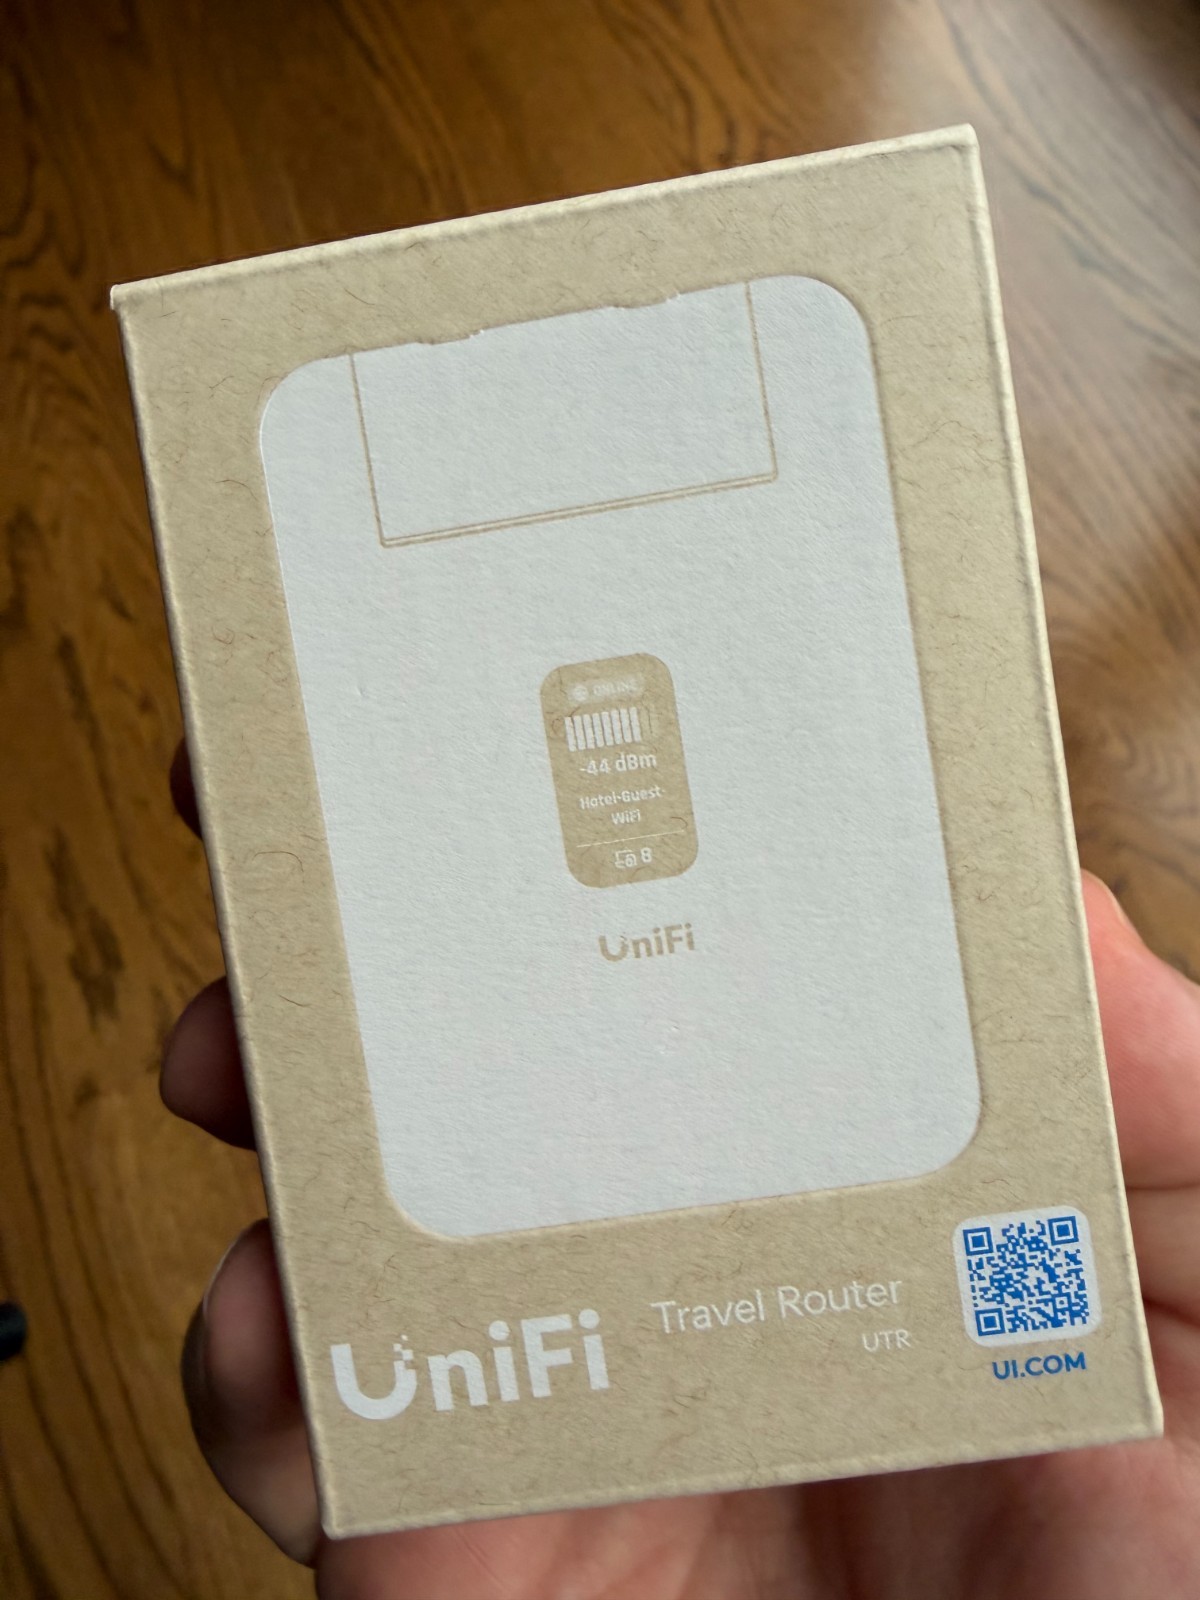 ONLINE
-44 dBm
Hotel-Guest-
WiFi
8
UniFi
UniFi
Travel Router
UTR
UI.COM